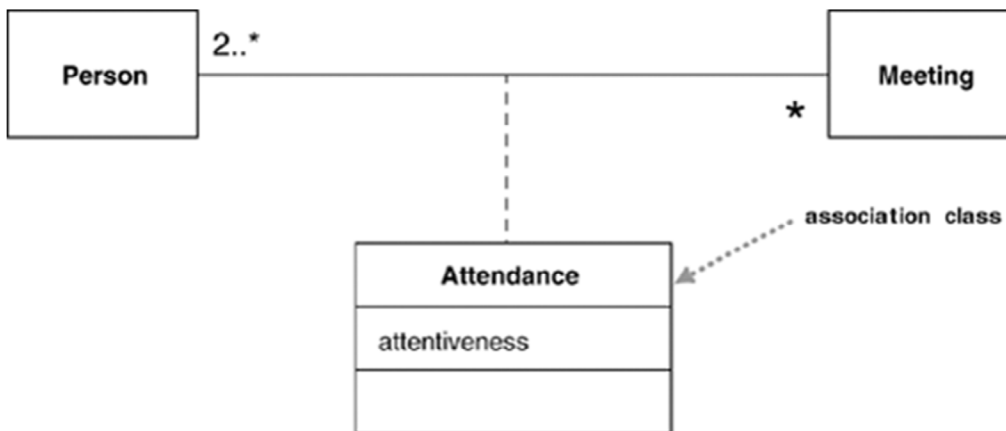 2..*
Person
Meeting
*
association class
Attendance
attentiveness